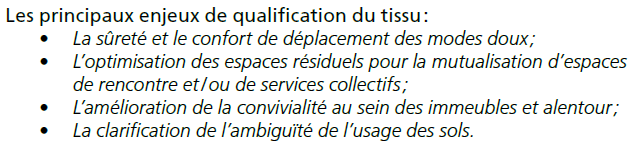 Les principaux enjeux de qualification du tissu :
• La sûreté et le confort de déplacement des modes doux ;
• L'optimisation des espaces résiduels pour la mutualisation d'espaces
de rencontre et / ou de services collectifs ;
• L'amélioration de la convivialité au sein des immeubles et alentour ;
• La clarification de l'ambiguïté de l'usage des sols.